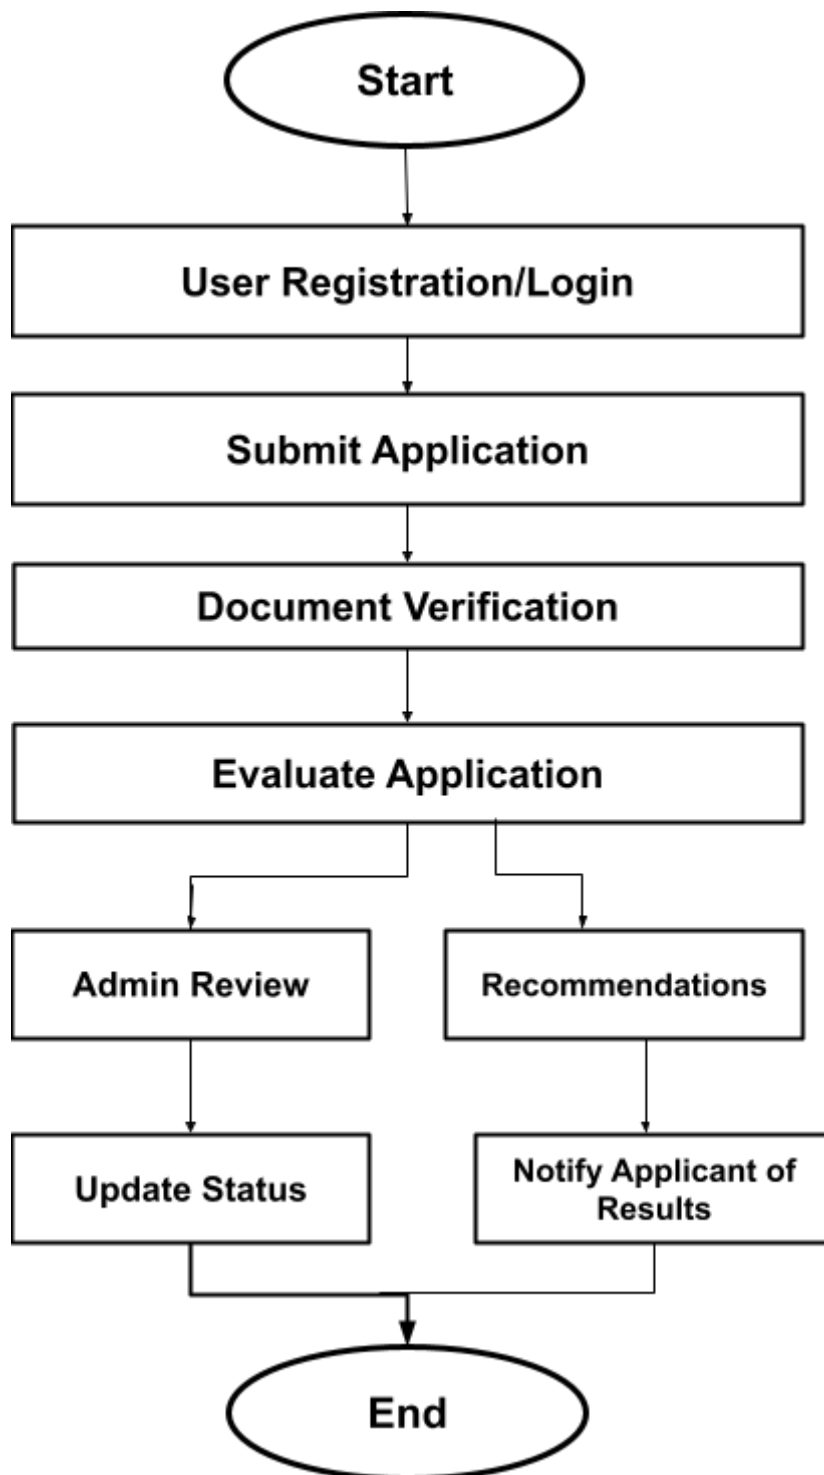 Start
User Registration/Login
Submit Application
Document Verification
Evaluate Application
Admin Review
Recommendations
Update Status
Notify Applicant of
Results
End